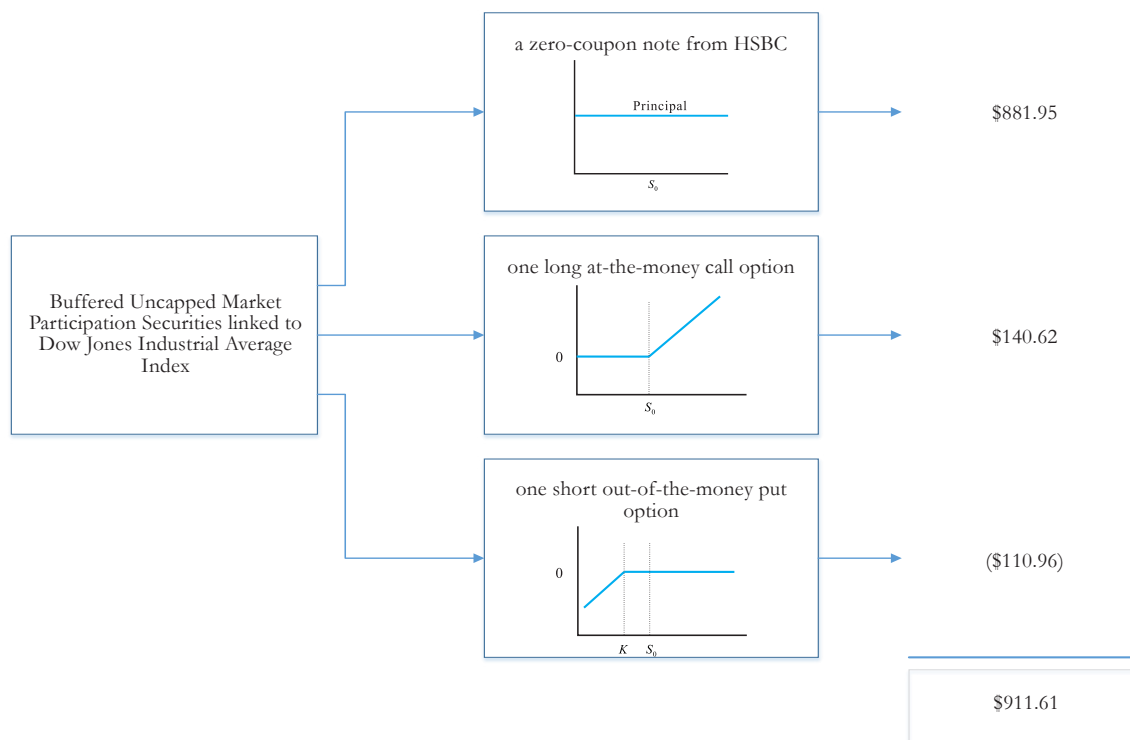 a zero-coupon note from HSBC
Principal
S₀
$881.95
Buffered Uncapped Market
Participation Securities linked to
Dow Jones Industrial Average
Index
one long at-the-money call option
0
S₀
$140.62
one short out-of-the-money put
option
0
K S₀
($110.96)
$911.61